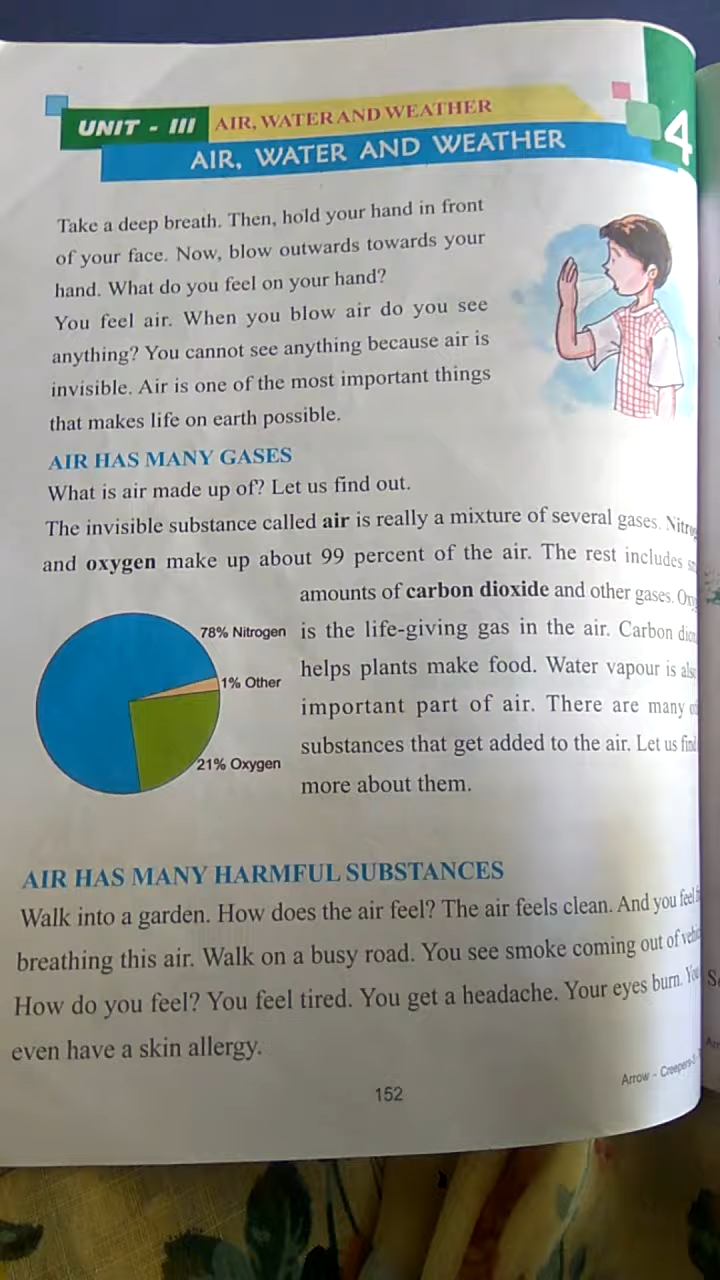 UNIT - III AIR, WATER AND WEATHER
4
AIR, WATER AND WEATHER
Take a deep breath. Then, hold your hand in front
of your face. Now, blow outwards towards your
hand. What do you feel on your hand?
You feel air. When you blow air do you see
anything? You cannot see anything because air is
invisible. Air is one of the most important things
that makes life on earth possible.
AIR HAS MANY GASES
What is air made up of? Let us find out.
The invisible substance called air is really a mixture of several gases.
and oxygen make up about 99 percent of the air. The rest includes
amounts of carbon dioxide and other gases.
is the life-giving gas in the air. Carbon
helps plants make food. Water vapour is
important part of air. There are many
substances that get added to the air. Let us find
more about them.
78% Nitrogen
1% Other
21% Oxygen
AIR HAS MANY HARMFUL SUBSTANCES
Walk into a garden. How does the air feel? The air feels clean. And you feel
breathing this air. Walk on a busy road. You see smoke coming out of
How do you feel? You feel tired. You get a headache. Your eyes burn.
even have a skin allergy.
152
Arrow - Creepers